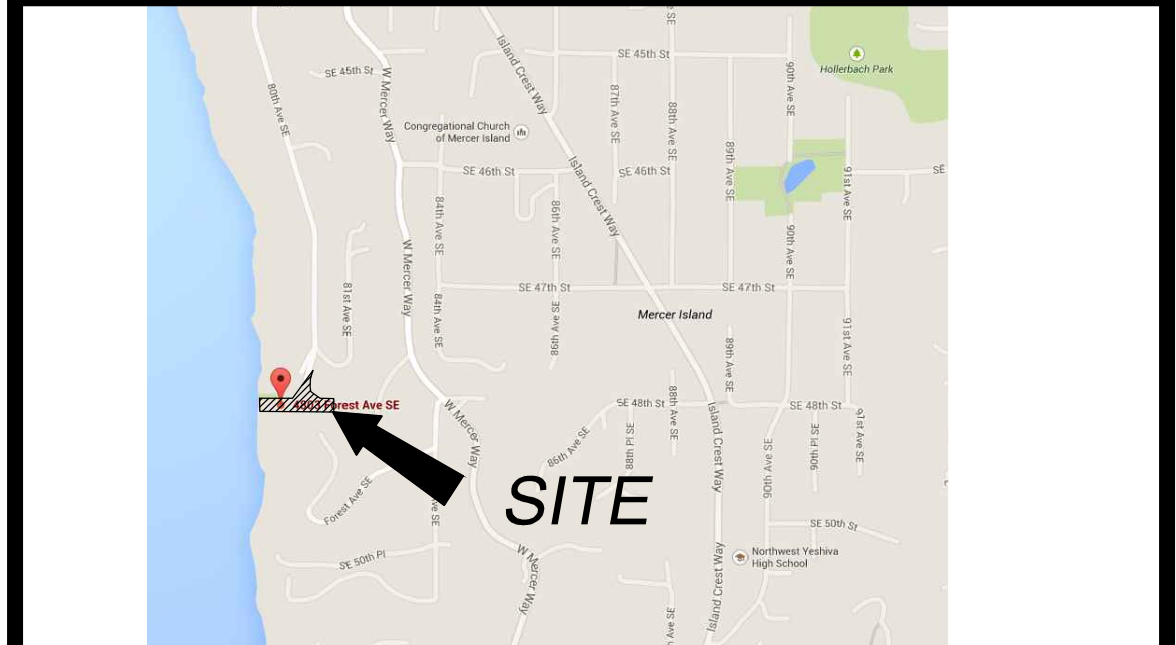 SE 45th St
Hollerbach Park
SE 45th St
Island Crest Way
W Mercer Way
80th Ave SE
90th Ave SE
87th Ave SE
88th Ave SE
Congregational Church
of Mercer Island
89th Ave SE
SE 46th St
SE 46th St
Island Crest Way
91st Ave SE
SE
84th Ave SE
86th Ave SE
W Mercer Way
90th Ave SE
SE 47th St
SE 47th St
81st Ave SE
84th Ave SE
86th Ave SE
Mercer Island
89th Ave SE
91st Ave SE
4803 Forest Ave SE
W Mercer Way
SE 48th St
88th Ave SE
Island Crest Way
SE 48th St
91st Ave SE
86th Ave SE
88th Pl SE
90th Ave SE
90th Pl SE
SITE
Forest Ave SE
ve SE
SE 50th St
SE 50th Pl
W Mercer Way
Northwest Yeshiva
High School
Island Crest Way
Ave SE